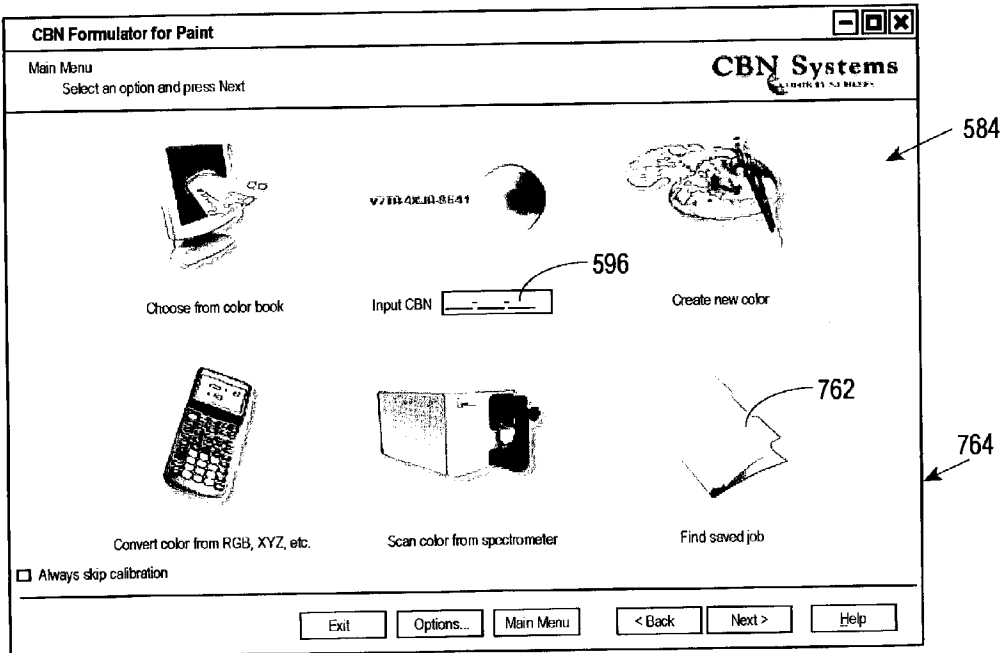 CBN Formulator for Paint
Main Menu
Select an option and press Next
CBN Systems
584
596
Choose from color book
Input CBN
Create new color
762
764
Convert color from RGB, XYZ, etc.
Scan color from spectrometer
Find saved job
Always skip calibration
Exit
Options...
Main Menu
< Back
Next >
Help